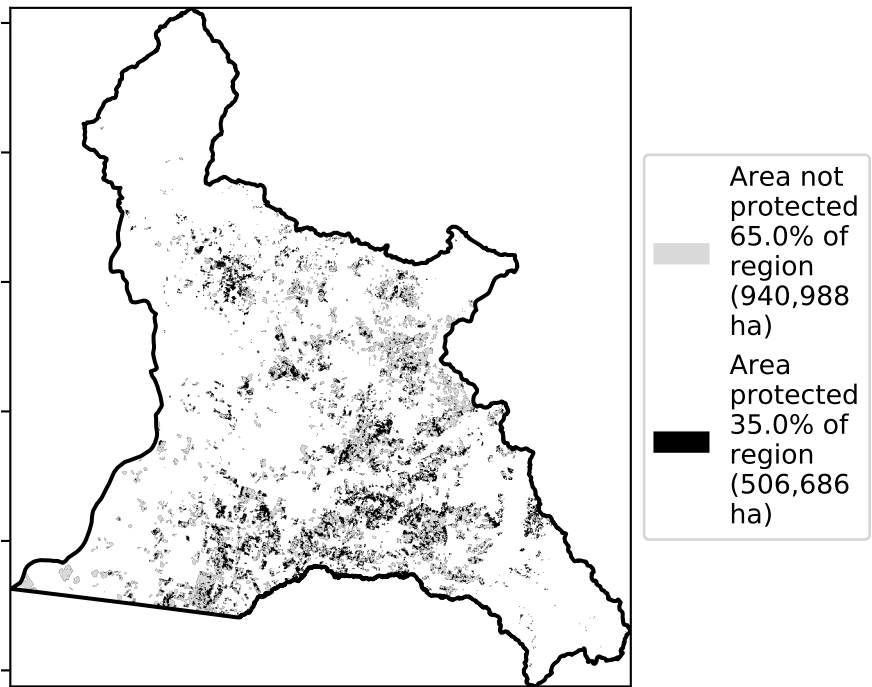 Area not
protected
65.0% of
region
(940,988
ha)
Area
protected
35.0% of
region
(506,686
ha)